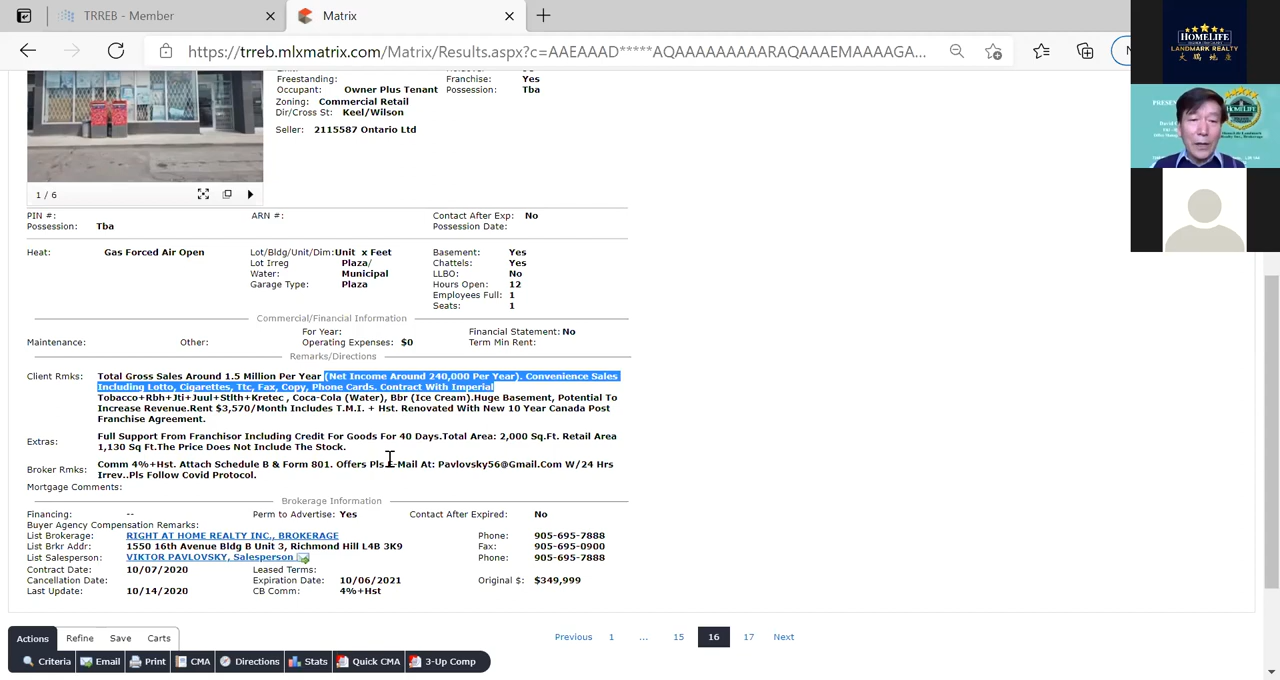 TRREB - Member
Matrix
https://trreb.mlxmatrix.com/Matrix/Results.aspx?c=AAEAAAD*****AQAAAAAAAAARAQAAAEMAAAAGA...
HOMELIFE
LANDMARK REALTY
大鹏地产
Freestanding: Franchise: Yes
Occupant: Owner Plus Tenant Possession: Tba
Zoning: Commercial Retail
Dir/Cross St: Keel/Wilson
Seller: 2115587 Ontario Ltd
1 / 6
PIN #: ARN #: Contact After Exp: No
Possession: Tba Possession Date:
Heat: Gas Forced Air Open Lot/Bldg/Unit/Dim:Unit x Feet Basement: Yes
Lot Irreg Plaza/ Chattels: Yes
Water: Municipal LLBO: No
Garage Type: Plaza Hours Open: 12
Employees Full: 1
Seats: 1
Commercial/Financial Information
For Year: Financial Statement: No
Maintenance: Other: Operating Expenses: $0 Term Min Rent:
Remarks/Directions
Client Rmks: Total Gross Sales Around 1.5 Million Per Year (Net Income Around 240,000 Per Year). Convenience Sales
Including Lotto, Cigarettes, Ttc, Fax, Copy, Phone Cards. Contract With Imperial
Tobacco+Rbh+Jti+Juul+Stlth+Kretec , Coca-Cola (Water), Bbr (Ice Cream).Huge Basement, Potential To
Increase Revenue.Rent $3,570/Month Includes T.M.I. + Hst. Renovated With New 10 Year Canada Post
Franchise Agreement.
Extras: Full Support From Franchisor Including Credit For Goods For 40 Days.Total Area: 2,000 Sq.Ft. Retail Area
1,130 Sq Ft.The Price Does Not Include The Stock.
Broker Rmks: Comm 4%+Hst. Attach Schedule B & Form 801. Offers Pls E-Mail At: Pavlovsky56@Gmail.Com W/24 Hrs
Irrev..Pls Follow Covid Protocol.
Mortgage Comments:
Brokerage Information
Financing: -- Perm to Advertise: Yes Contact After Expired: No
Buyer Agency Compensation Remarks:
List Brokerage: RIGHT AT HOME REALTY INC., BROKERAGE Phone: 905-695-7888
List Brkr Addr: 1550 16th Avenue Bldg B Unit 3, Richmond Hill L4B 3K9 Fax: 905-695-0900
List Salesperson: VIKTOR PAVLOVSKY, Salesperson Phone: 905-695-7888
Contract Date: 10/07/2020 Leased Terms:
Cancellation Date: Expiration Date: 10/06/2021 Original $: $349,999
Last Update: 10/14/2020 CB Comm: 4%+Hst
Actions Refine Save Carts Previous 1 ... 15 16 17 Next
Criteria Email Print CMA Directions Stats Quick CMA 3-Up Comp